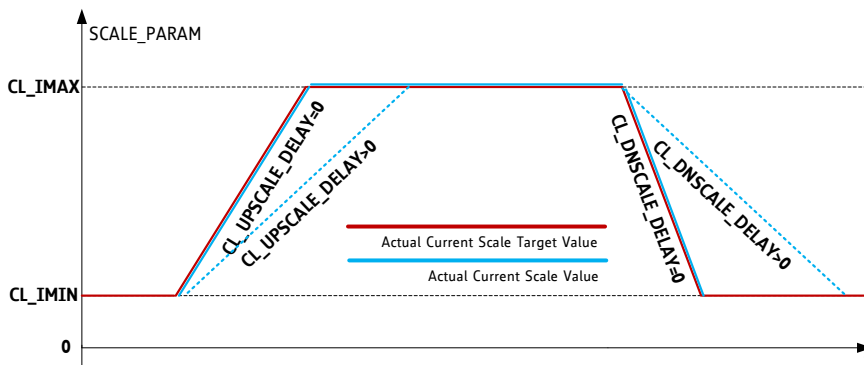 SCALE_PARAM
CL_IMAX
CL_UPSCALE_DELAY=0
CL_UPSCALE_DELAY>0
CL_DNSCALE_DELAY=0
CL_DNSCALE_DELAY>0
Actual Current Scale Target Value
Actual Current Scale Value
CL_IMIN
0